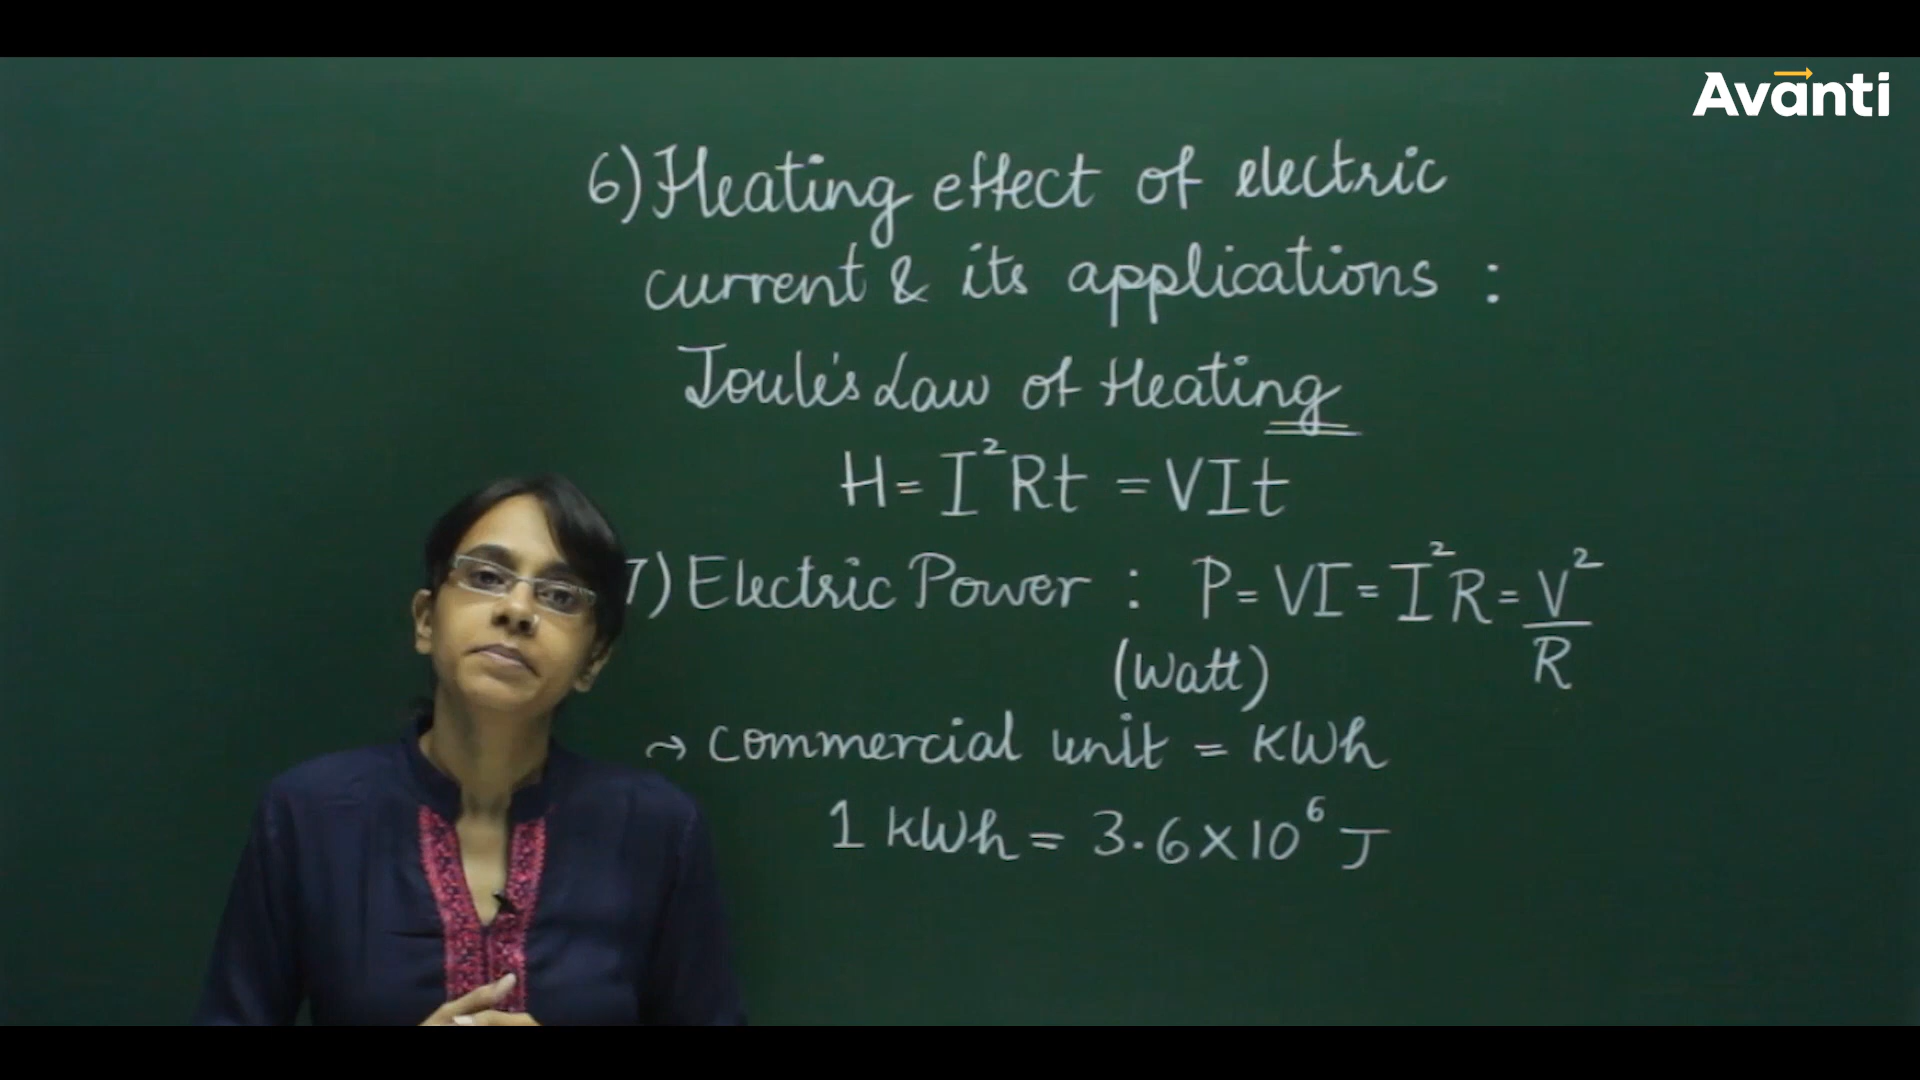 Avanti
6) Heating effect of electric
current & its applications :
Joule's Law of Heating
H = I²Rt = VIt
7) Electric Power : P = VI = I²R = V²/R
(Watt)
→ commercial unit = KWh
1 kWh = 3.6 × 10⁶ J